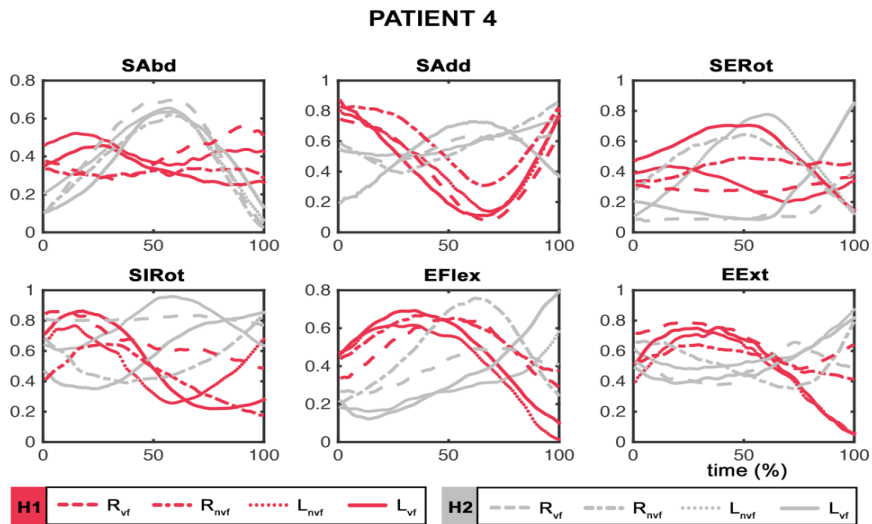 PATIENT 4
SAbd SAdd SERot
0.8 0.6 0.4 0.2 0
0 50 100
1 0.8 0.6 0.4 0.2 0
0 50 100
1 0.8 0.6 0.4 0.2 0
0 50 100
SIRot EFlex EExt
1 0.8 0.6 0.4 0.2 0
0 50 100
0.8 0.6 0.4 0.2 0
0 50 100
1 0.8 0.6 0.4 0.2 0
0 50 100
time (%)
H1 Rvf Rnvf Lnvf Lvf H2 Rvf Rnvf Lnvf Lvf